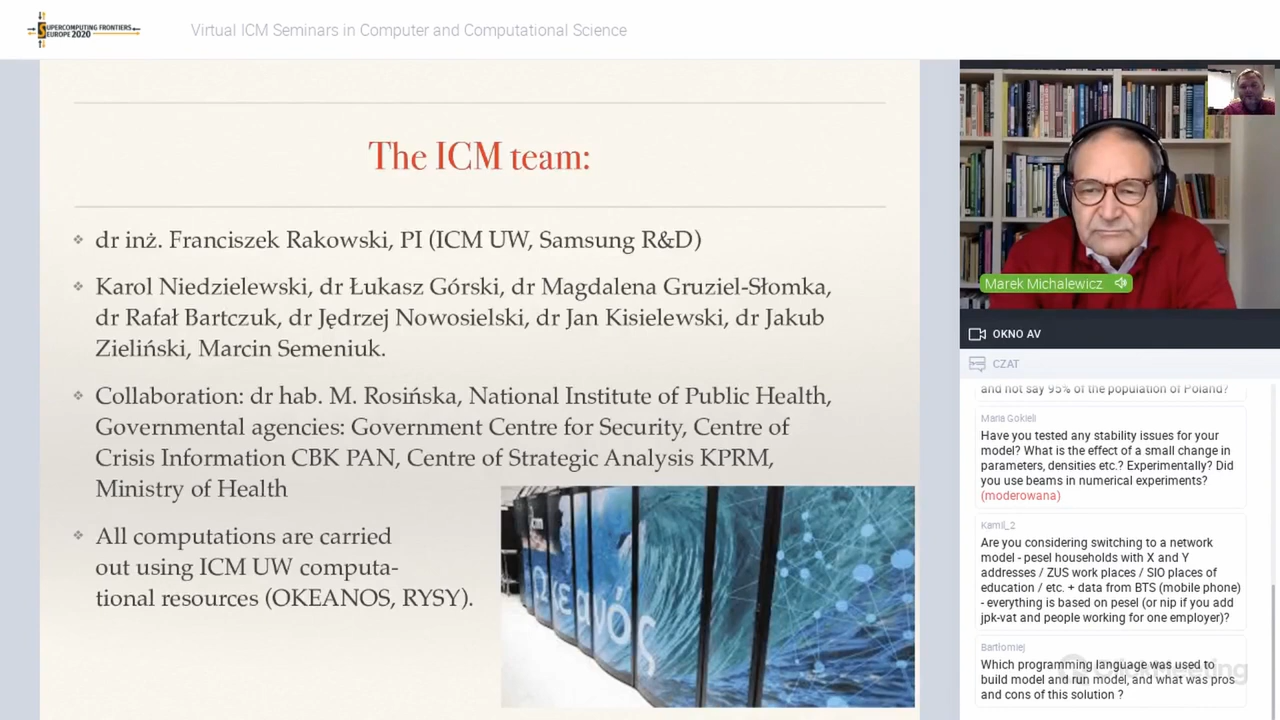 SUPERCOMPUTING FRONTIERS
EUROPE 2020
Virtual ICM Seminars in Computer and Computational Science
The ICM team:
dr inż. Franciszek Rakowski, PI (ICM UW, Samsung R&D)
Karol Niedzielewski, dr Łukasz Górski, dr Magdalena Gruziel-Słomka,
dr Rafał Bartczuk, dr Jędrzej Nowosielski, dr Jan Kisielewski, dr Jakub
Zieliński, Marcin Semeniuk.
Collaboration: dr hab. M. Rosińska, National Institute of Public Health,
Governmental agencies: Government Centre for Security, Centre of
Crisis Information CBK PAN, Centre of Strategic Analysis KPRM,
Ministry of Health
All computations are carried
out using ICM UW computa-
tional resources (OKEANOS, RYSY).
Ωκεανός
Marek Michalewicz
OKNO AV
CZAT
and not say 95% of the population of Poland?
Maria Gokieli
Have you tested any stability issues for your
model? What is the effect of a small change in
parameters, densities etc.? Experimentally? Did
you use beams in numerical experiments?
(moderowana)
Kamil_2
Are you considering switching to a network
model - pesel households with X and Y
addresses / ZUS work places / SIO places of
education / etc. + data from BTS (mobile phone)
- everything is based on pesel (or nip if you add
jpk-vat and people working for one employer)?
Bartłomiej
Which programming language was used to
build model and run model, and what was pros
and cons of this solution ?